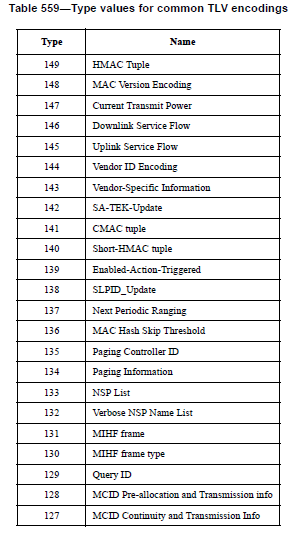 Table 559—Type values for common TLV encodings
Type Name
149 HMAC Tuple
148 MAC Version Encoding
147 Current Transmit Power
146 Downlink Service Flow
145 Uplink Service Flow
144 Vendor ID Encoding
143 Vendor-Specific Information
142 SA-TEK-Update
141 CMAC tuple
140 Short-HMAC tuple
139 Enabled-Action-Triggered
138 SLPID_Update
137 Next Periodic Ranging
136 MAC Hash Skip Threshold
135 Paging Controller ID
134 Paging Information
133 NSP List
132 Verbose NSP Name List
131 MIHF frame
130 MIHF frame type
129 Query ID
128 MCID Pre-allocation and Transmission info
127 MCID Continuity and Transmission Info